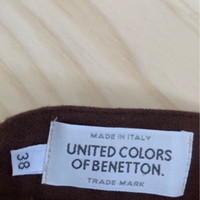 MADE IN ITALY
UNITED COLORS
OF BENETTON.
TRADE MARK
38